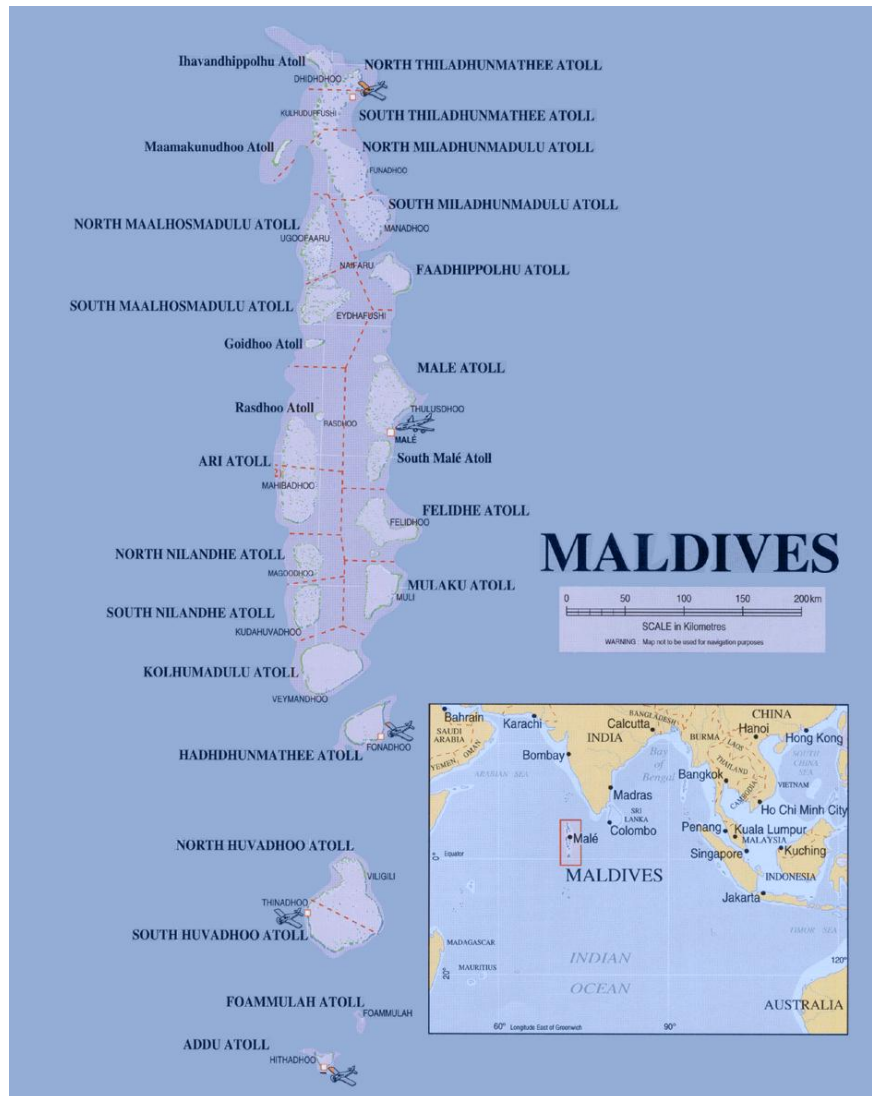 Ihavandhippolhu Atoll
NORTH THILADHUNMATHEE ATOLL
DHIDHDHOO
SOUTH THILADHUNMATHEE ATOLL
KULHUDUFFUSHI
Maamakunudhoo Atoll
NORTH MILADHUNMADULU ATOLL
FUNADHOO
SOUTH MILADHUNMADULU ATOLL
NORTH MAALHOSMADULU ATOLL
MANADHOO
UGOOFAARU
NAIFARU
FAADHIPPOLHU ATOLL
SOUTH MAALHOSMADULU ATOLL
EYDHAFUSHI
Goidhoo Atoll
MALE ATOLL
Rasdhoo Atoll
THULUSDHOO
RASDHOO
MALÉ
ARI ATOLL
South Malé Atoll
MAHIBADHOO
FELIDHE ATOLL
FELIDHOO
NORTH NILANDHE ATOLL
MAGOODHOO
MULAKU ATOLL
MULI
SOUTH NILANDHE ATOLL
KUDAHUVADHOO
KOLHUMADULU ATOLL
VEYMANDHOO
FONADHOO
HADHDHUNMATHEE ATOLL
NORTH HUVADHOO ATOLL
VILIGILI
THINADHOO
SOUTH HUVADHOO ATOLL
FOAMMULAH ATOLL
FOAMMULAH
ADDU ATOLL
HITHADHOO
MALDIVES
0 50 100 150 200km
SCALE in Kilometres
WARNING : Map not to be used for navigation purposes
Bahrain
Karachi
Calcutta
BANGLADESH
CHINA
SAUDI
ARABIA
INDIA
BURMA
Hanoi
Hong Kong
LAOS
YEMEN
OMAN
ARABIAN SEA
Bombay
Bay
of
Bengal
THAILAND
SOUTH
CHINA
SEA
Bangkok
CAMBODIA
VIETNAM
Madras
SRI
LANKA
Ho Chi Minh City
Colombo
Penang
Kuala Lumpur
MALAYSIA
Malé
Singapore
Kuching
0°
Equator
MALDIVES
INDONESIA
Jakarta
TIMOR SEA
MADAGASCAR
MAURITIUS
INDIAN
OCEAN
20°
120°
AUSTRALIA
60°
Longitude East of Greenwich
90°